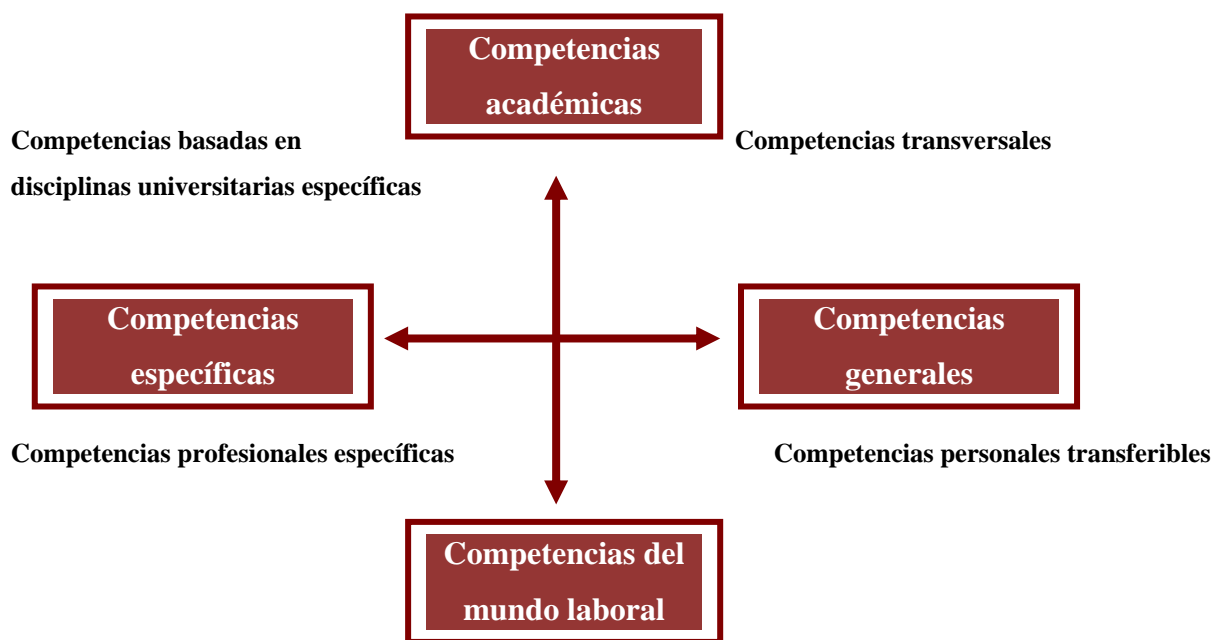 Competencias
académicas
Competencias basadas en
disciplinas universitarias específicas
Competencias transversales
Competencias
específicas
Competencias
generales
Competencias profesionales específicas
Competencias personales transferibles
Competencias del
mundo laboral